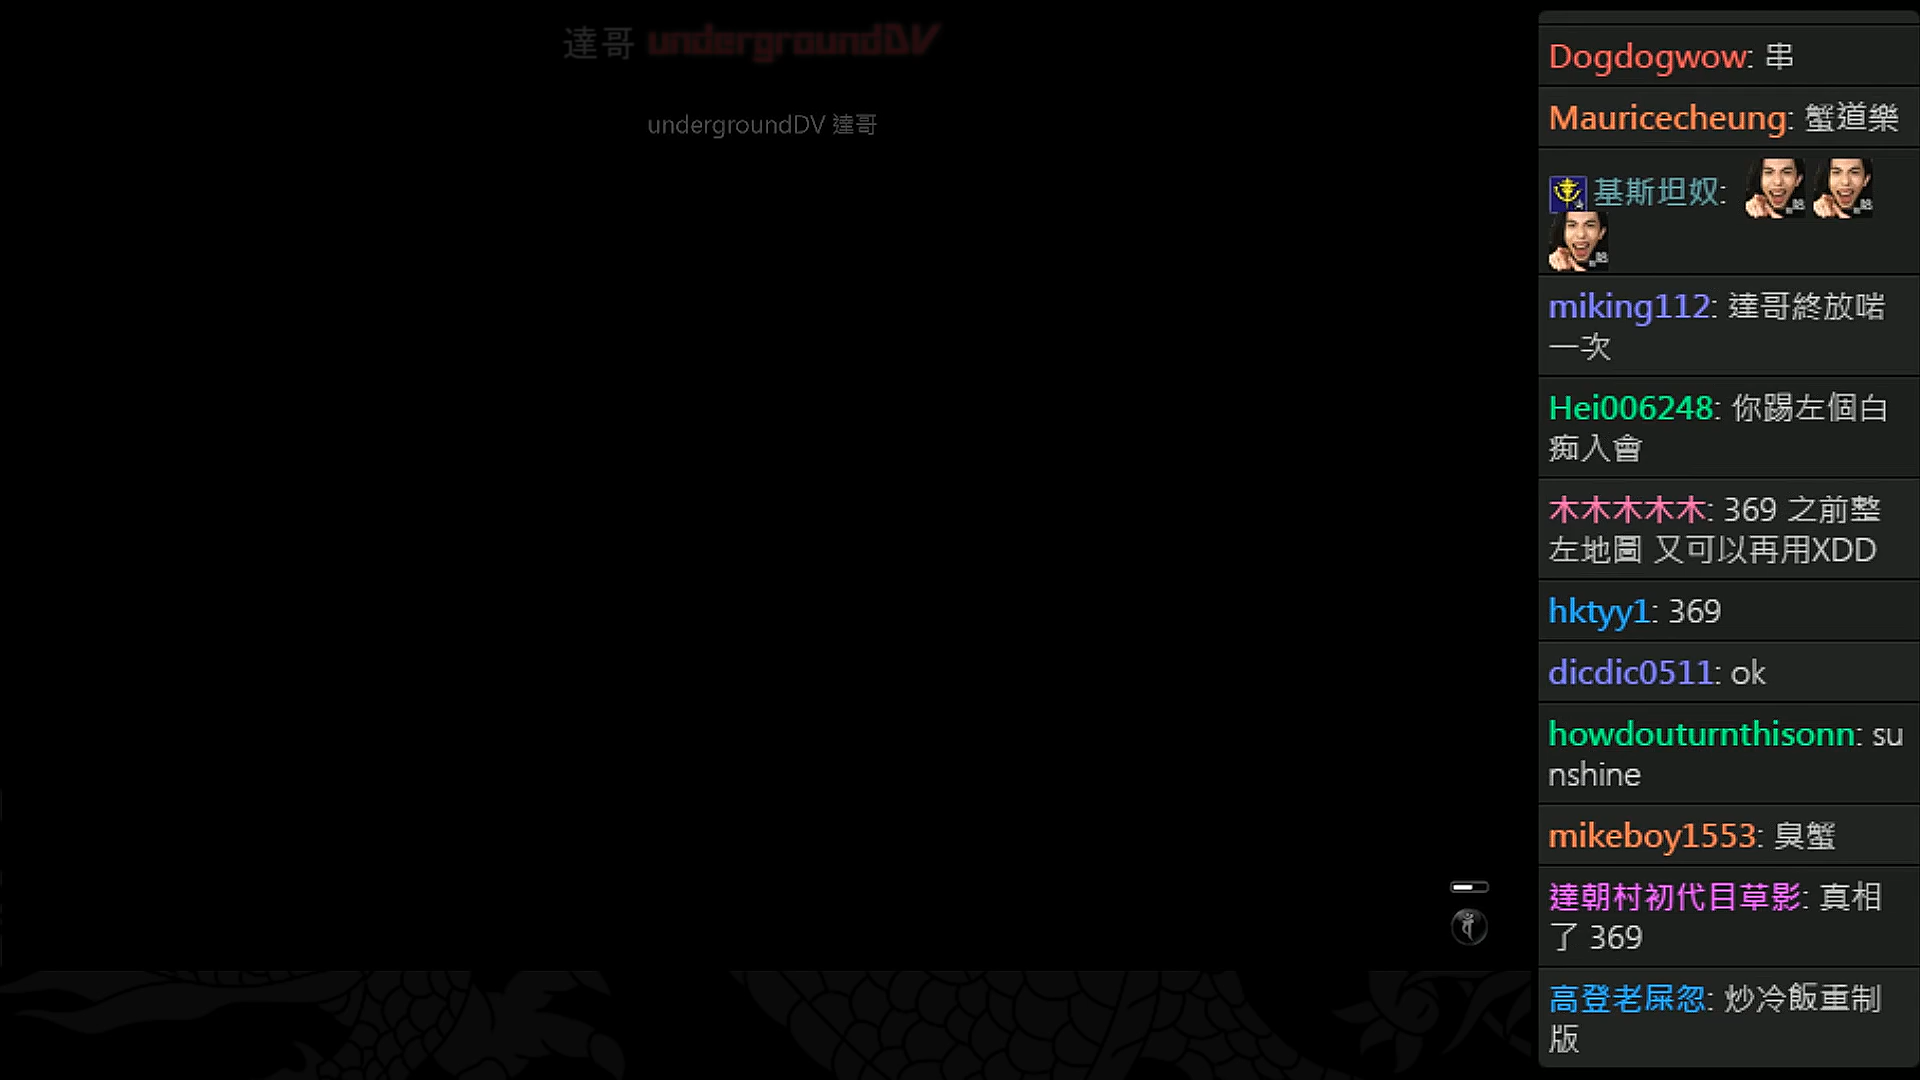 達哥 undergroundDV
undergroundDV 達哥
Dogdogwow: 串
Mauricecheung: 蟹道樂
基斯坦奴:
miking112: 達哥終放啱
一次
Hei006248: 你踢左個白
痴入會
木木木木木: 369 之前整
左地圖 又可以再用XDD
hktyy1: 369
dicdic0511: ok
howdouturnthisonn: su
nshine
mikeboy1553: 臭蟹
達朝村初代目草影: 真相
了 369
高登老屎忽: 炒冷飯重制
版